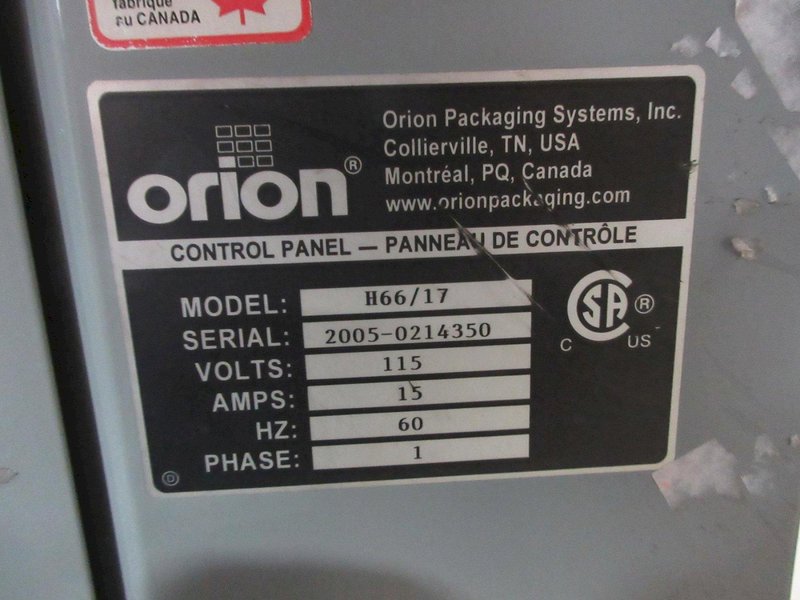 fabriqué
au CANADA
Orion Packaging Systems, Inc.
Collierville, TN, USA
Montréal, PQ, Canada
www.orionpackaging.com
orion®
CONTROL PANEL — PANNEAU DE CONTRÔLE
MODEL: H66/17
SERIAL: 2005-0214350
VOLTS: 115
AMPS: 15
HZ: 60
PHASE: 1
SA ®
C US
D